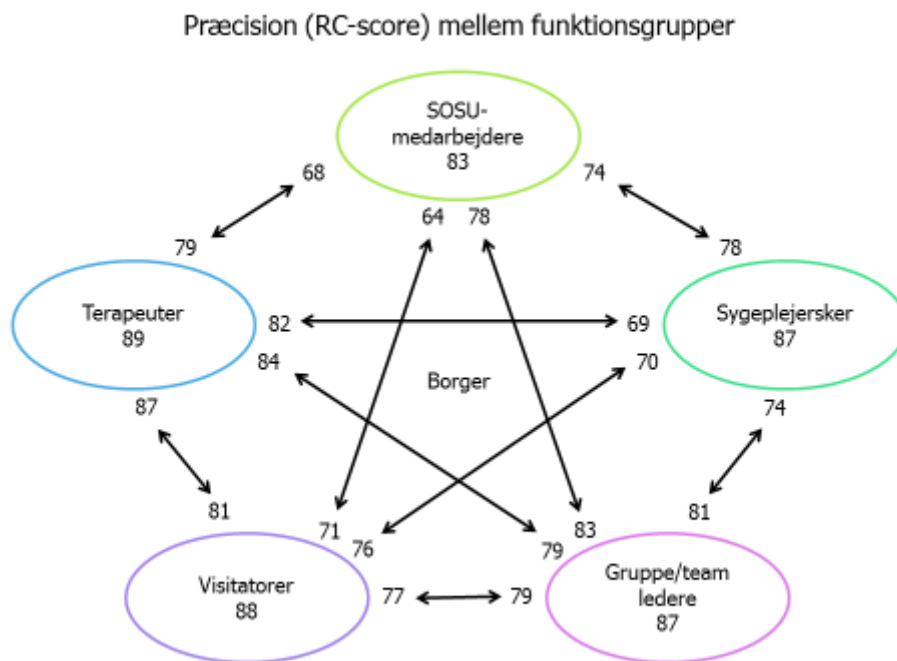 Præcision (RC-score) mellem funktionsgrupper
SOSU-
medarbejdere
83
68
74
64 78
79
78
Terapeuter
89
82
69
Sygeplejersker
87
84
70
Borger
87
74
81
71
76
83
79
81
Visitatorer
88
77
79
Gruppe/team
ledere
87